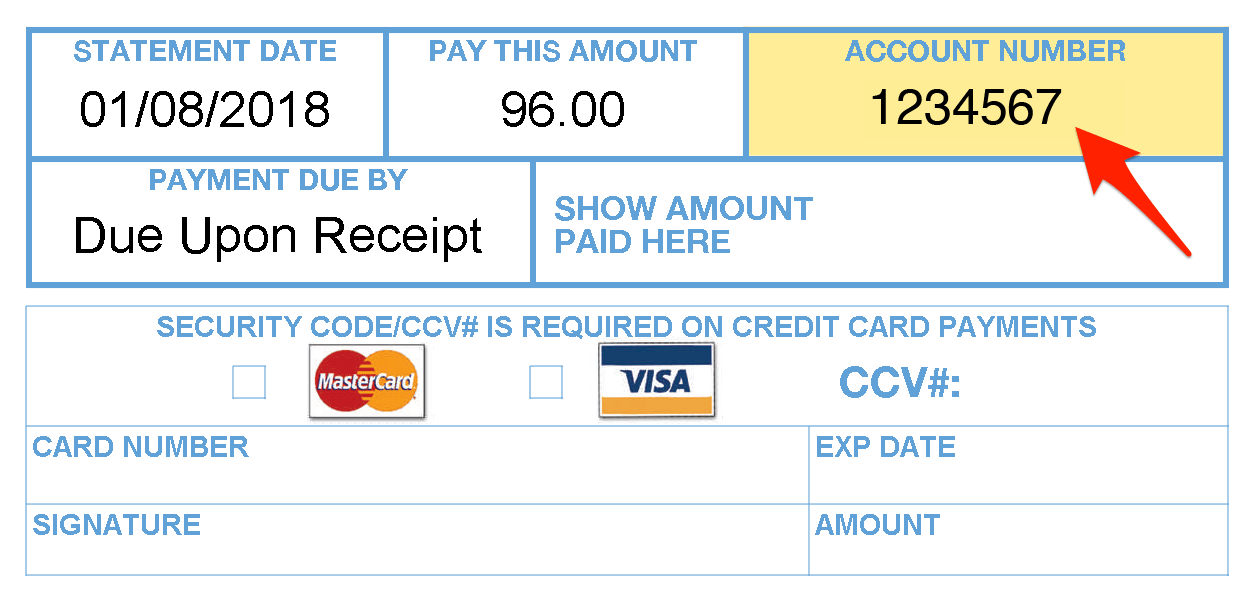 STATEMENT DATE
PAY THIS AMOUNT
ACCOUNT NUMBER
01/08/2018
96.00
1234567
PAYMENT DUE BY
Due Upon Receipt
SHOW AMOUNT
PAID HERE
SECURITY CODE/CCV# IS REQUIRED ON CREDIT CARD PAYMENTS
MasterCard
VISA
CCV#:
CARD NUMBER
EXP DATE
SIGNATURE
AMOUNT